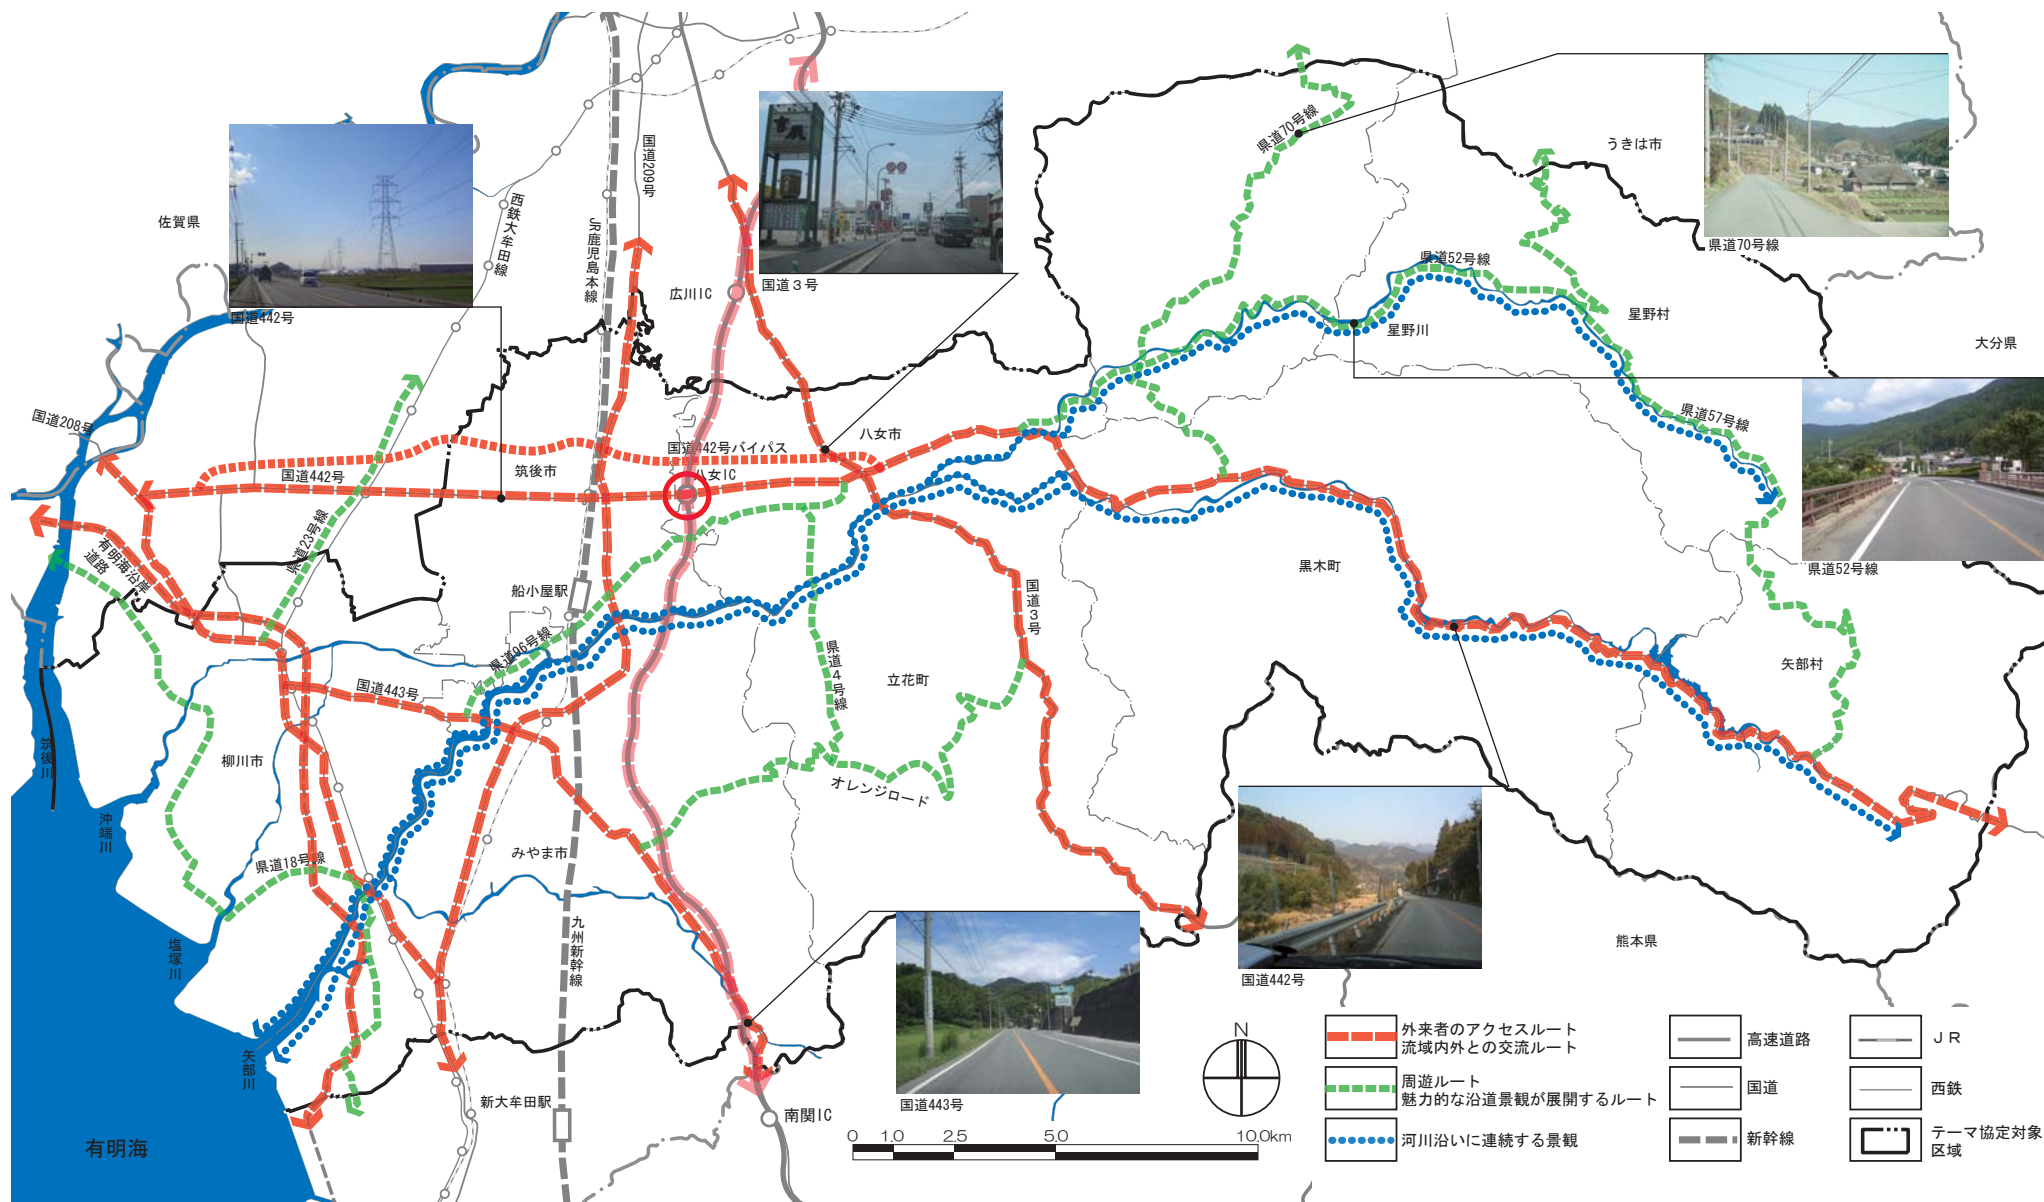 県道70号線
うきは市
県道70号線
佐賀県
西鉄大牟田線
JR鹿児島本線
国道209号
国道442号
国道３号
広川IC
県道52号線
星野川
星野村
大分県
県道57号線
県道52号線
国道208号
国道442号
筑後市
国道442号バイパス
八女市
八女IC
県道23号線
有明海沿岸
道路
船小屋駅
県道96号線
国道443号
県道４号線
国道３号
立花町
黒木町
矢部村
オレンジロード
筑後川
柳川市
沖端川
県道18号線
塩塚川
みやま市
九州新幹線
矢部川
新大牟田駅
有明海
南関IC
国道443号
国道442号
熊本県
N
0 1.0 2.5 5.0 10.0km
外来者のアクセスルート
流域内外との交流ルート
周遊ルート
魅力的な沿道景観が展開するルート
河川沿いに連続する景観
高速道路
国道
新幹線
ＪＲ
西鉄
テーマ協定対象
区域